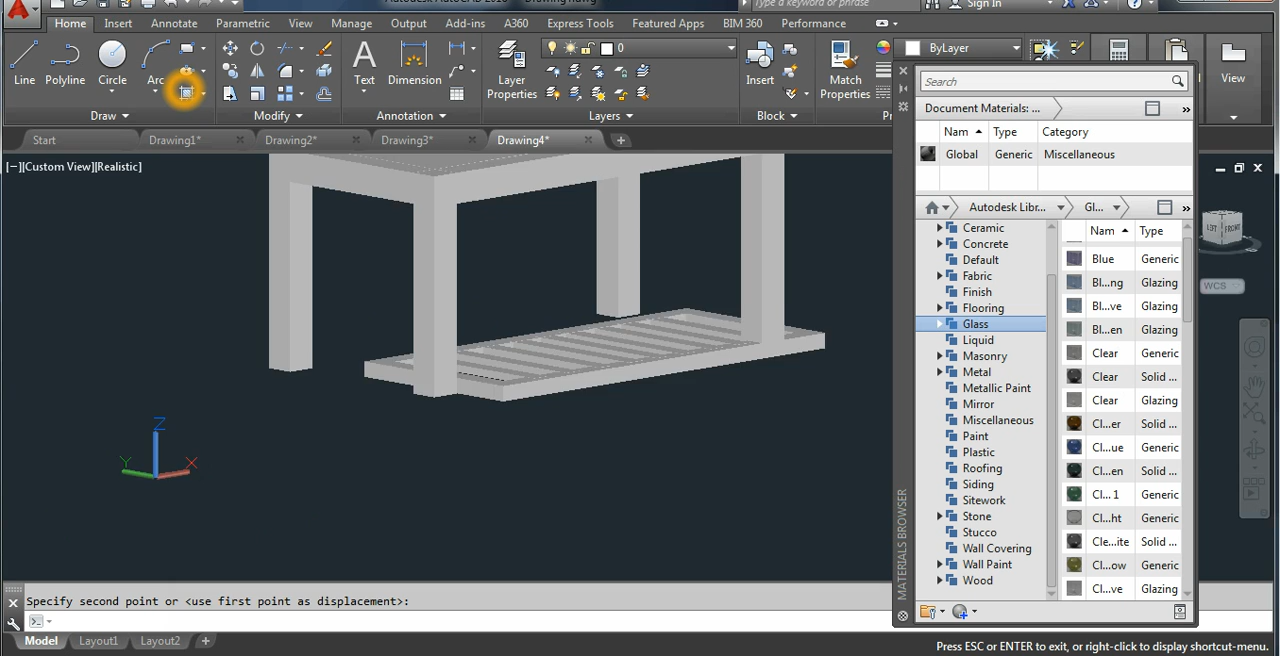 Type a keyword or phrase
Sign In
Home Insert Annotate Parametric View Manage Output Add-ins A360 Express Tools Featured Apps BIM 360 Performance
Line Polyline Circle Arc
Text Dimension
Layer Properties
0
Insert
Match Properties
ByLayer
View
Draw Modify Annotation Layers Block
Start Drawing1* Drawing2* Drawing3* Drawing4*
[−][Custom View][Realistic]
Search
Document Materials: ...
Nam Type Category
Global Generic Miscellaneous
Autodesk Libr... Gl...
Nam Type
Ceramic
Concrete
Default
Fabric
Finish
Flooring
Glass
Liquid
Masonry
Metal
Metallic Paint
Mirror
Miscellaneous
Paint
Plastic
Roofing
Siding
Sitework
Stone
Stucco
Wall Covering
Wall Paint
Wood
Blue Generic
Bl...ng Glazing
Bl...ve Glazing
Bl...en Glazing
Clear Generic
Clear Solid ...
Clear Glazing
Cl...er Solid ...
Cl...ue Generic
Cl...en Solid ...
Cl... 1 Generic
Cl...ht Generic
Cle...ite Solid ...
Cl...ow Generic
Cl...ve Glazing
MATERIALS BROWSER
LEFT FRONT
WCS
Z
Y X
Specify second point or <use first point as displacement>:
Model Layout1 Layout2
Press ESC or ENTER to exit, or right-click to display shortcut-menu.